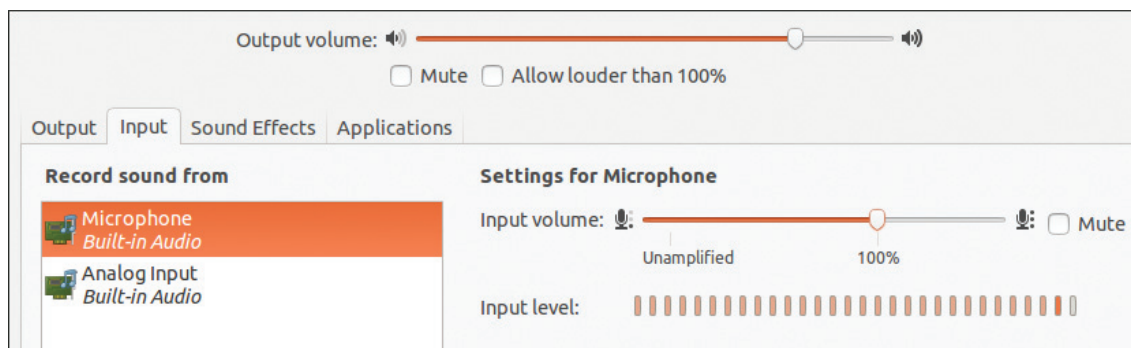 Output volume:
Mute Allow louder than 100%
Output Input Sound Effects Applications
Record sound from
Microphone
Built-in Audio
Analog Input
Built-in Audio
Settings for Microphone
Input volume: Mute
Unamplified 100%
Input level: